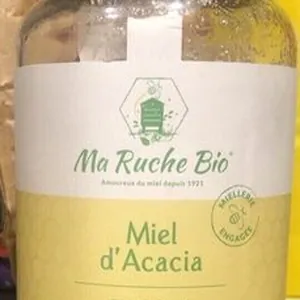 Ma Ruche Bio
Amoureux du miel depuis 1921
MIELLERIE
ENGAGÉE
Miel
d'Acacia